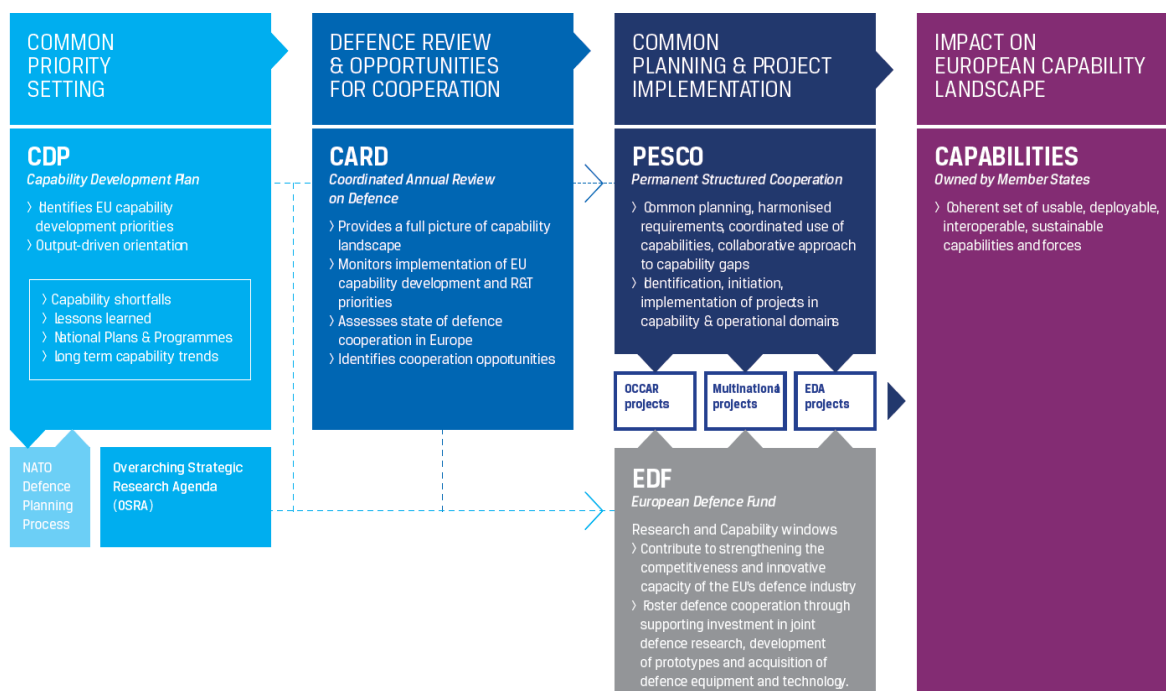 COMMON
PRIORITY
SETTING
DEFENCE REVIEW
& OPPORTUNITIES
FOR COOPERATION
COMMON
PLANNING & PROJECT
IMPLEMENTATION
IMPACT ON
EUROPEAN CAPABILITY
LANDSCAPE
CDP
Capability Development Plan
› Identifies EU capability
development priorities
› Output-driven orientation
› Capability shortfalls
› Lessons learned
› National Plans & Programmes
› Long term capability trends
NATO
Defence
Planning
Process
Overarching Strategic
Research Agenda
(OSRA)
CARD
Coordinated Annual Review
on Defence
› Provides a full picture of capability
landscape
› Monitors implementation of EU
capability development and R&T
priorities
› Assesses state of defence
cooperation in Europe
› Identifies cooperation opportunities
PESCO
Permanent Structured Cooperation
› Common planning, harmonised
requirements, coordinated use of
capabilities, collaborative approach
to capability gaps
› Identification, initiation,
implementation of projects in
capability & operational domains
OCCAR
projects
Multinational
projects
EDA
projects
EDF
European Defence Fund
Research and Capability windows
› Contribute to strengthening the
competitiveness and innovative
capacity of the EU's defence industry
› Foster defence cooperation through
supporting investment in joint
defence research, development
of prototypes and acquisition of
defence equipment and technology.
CAPABILITIES
Owned by Member States
› Coherent set of usable, deployable,
interoperable, sustainable
capabilities and forces